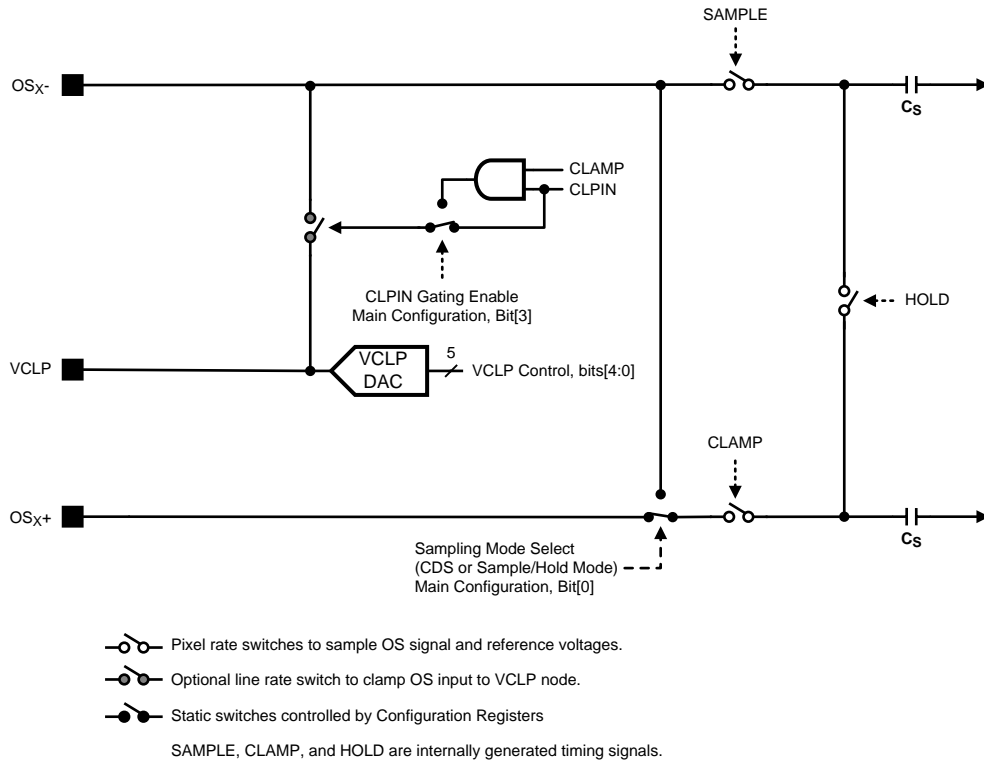 SAMPLE
OSX-
CS
CLAMP
CLPIN
CLPIN Gating Enable
Main Configuration, Bit[3]
HOLD
VCLP
VCLP
DAC
5
VCLP Control, bits[4:0]
CLAMP
OSX+
CS
Sampling Mode Select
(CDS or Sample/Hold Mode)
Main Configuration, Bit[0]
Pixel rate switches to sample OS signal and reference voltages.
Optional line rate switch to clamp OS input to VCLP node.
Static switches controlled by Configuration Registers
SAMPLE, CLAMP, and HOLD are internally generated timing signals.